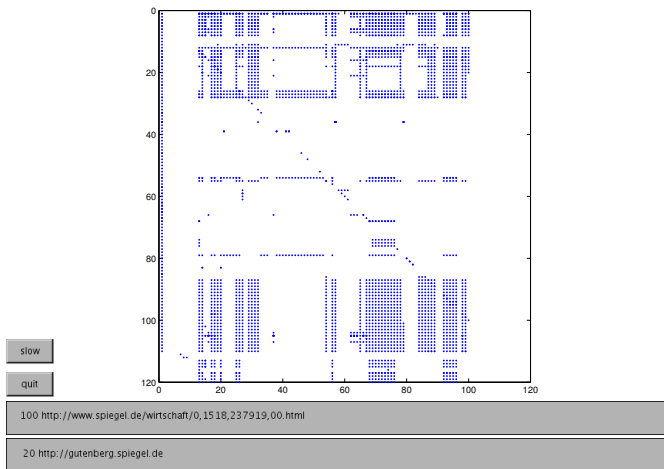 0
20
40
60
80
100
120
0 20 40 60 80 100 120
slow
quit
100 http://www.spiegel.de/wirtschaft/0,1518,237919,00.html
20 http://gutenberg.spiegel.de